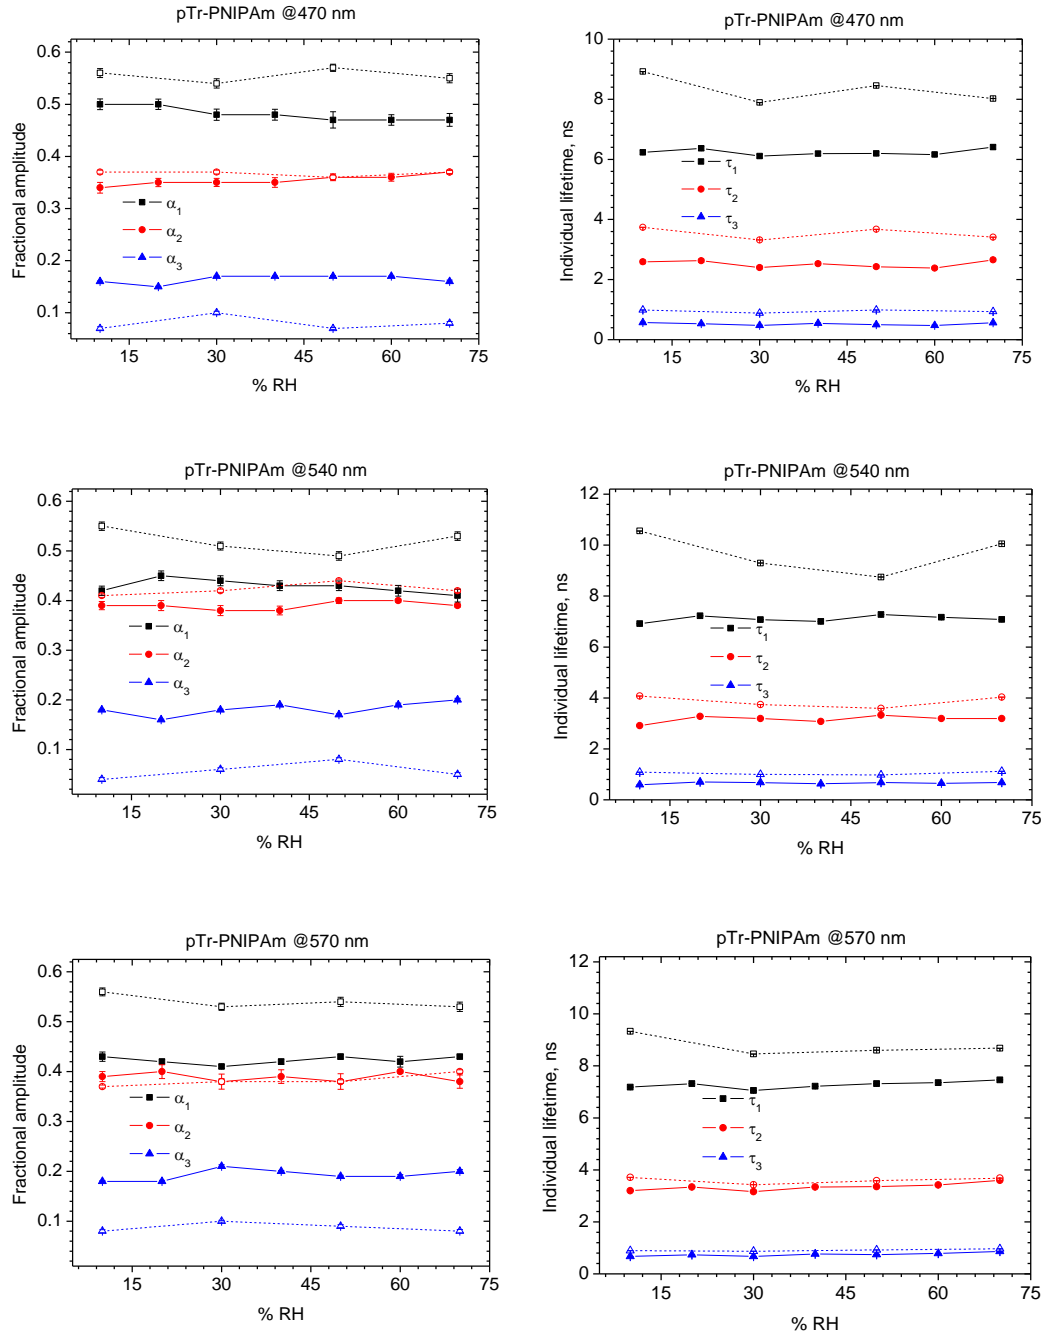 pTr-PNIPAm @470 nm
0.6
0.5
0.4
0.3
0.2
0.1
Fractional amplitude
α1
α2
α3
15 30 45 60 75
% RH
pTr-PNIPAm @470 nm
10
8
6
4
2
0
Individual lifetime, ns
τ1
τ2
τ3
15 30 45 60 75
% RH
pTr-PNIPAm @540 nm
0.6
0.5
0.4
0.3
0.2
0.1
Fractional amplitude
α1
α2
α3
15 30 45 60 75
% RH
pTr-PNIPAm @540 nm
12
10
8
6
4
2
0
Individual lifetime, ns
τ1
τ2
τ3
15 30 45 60 75
% RH
pTr-PNIPAm @570 nm
0.6
0.5
0.4
0.3
0.2
0.1
Fractional amplitude
α1
α2
α3
15 30 45 60 75
% RH
pTr-PNIPAm @570 nm
12
10
8
6
4
2
0
Individual lifetime, ns
τ1
τ2
τ3
15 30 45 60 75
% RH